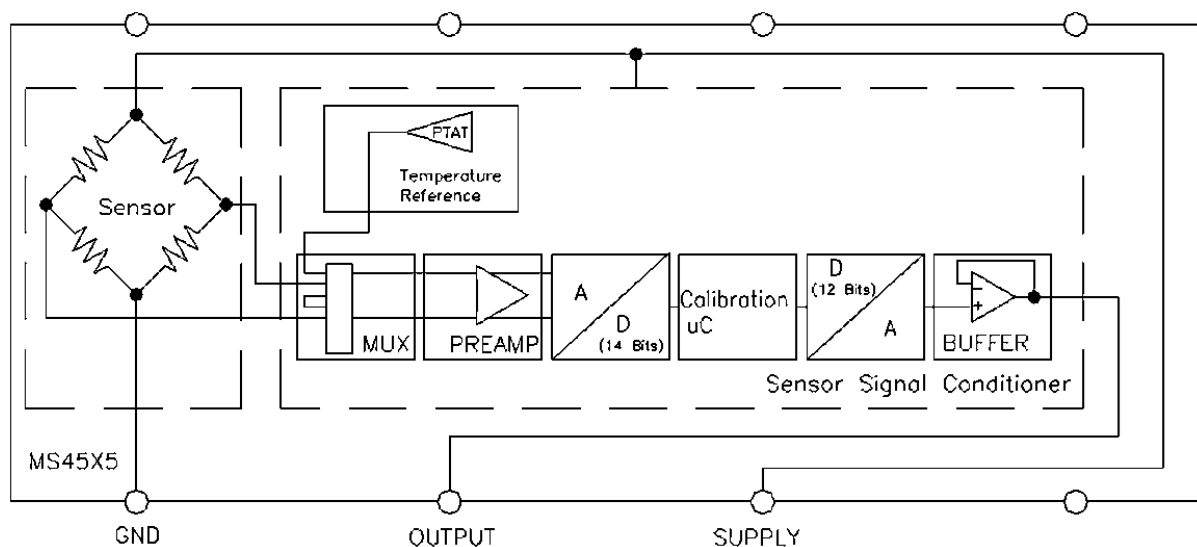 PTAT
Temperature
Reference
Sensor
MUX
PREAMP
A
D
(14 Bits)
Calibration
uC
D
(12 Bits)
A
BUFFER
Sensor Signal Conditioner
MS45X5
GND
OUTPUT
SUPPLY